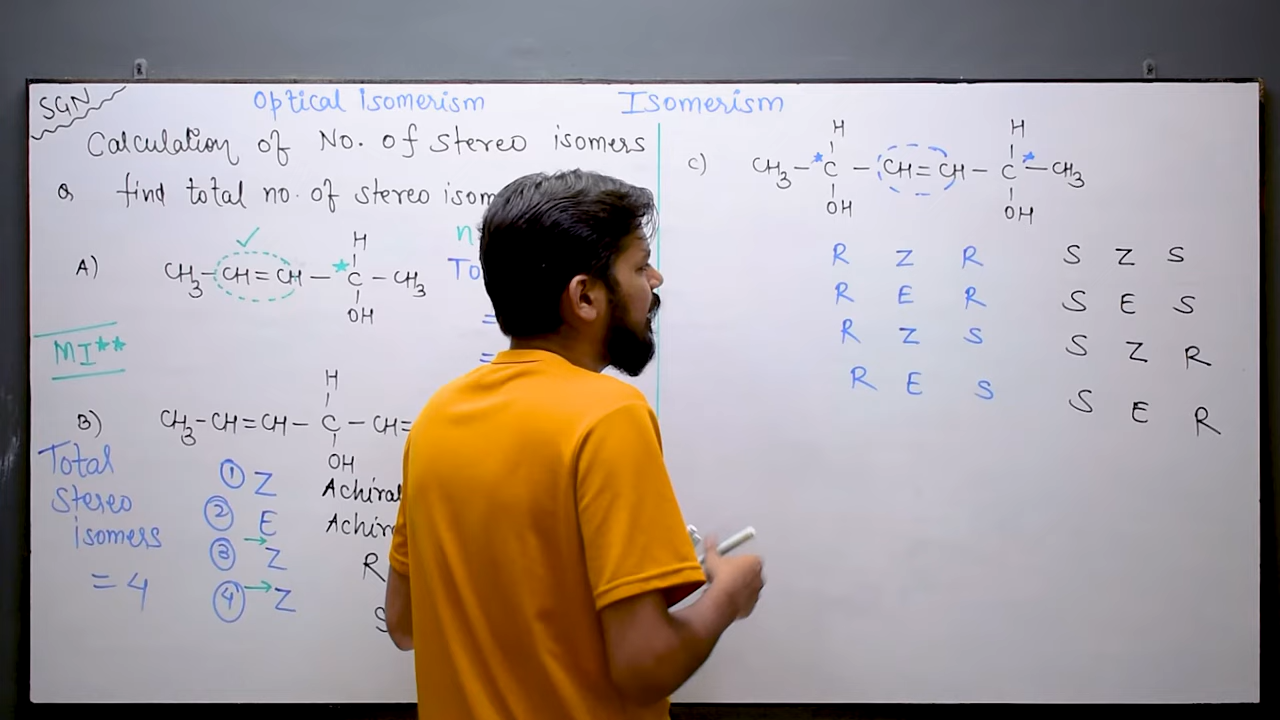 SGN
Optical Isomerism
Isomerism
Calculation of No. of stereo isomers
Q find total no. of stereo isom
n
A)
H
CH3-CH=CH-*C-CH3
OH
To
=
=
MI**
B)
H
CH3-CH=CH-C-CH=
OH
Total
stereo
isomers
= 4
① Z Achiral
② E Achira
③ → Z R
④ → Z S
C)
H H
CH3-*C-CH=CH-C*-CH3
OH OH
R Z R S Z S
R E R S E S
R Z S S Z R
R E S S E R